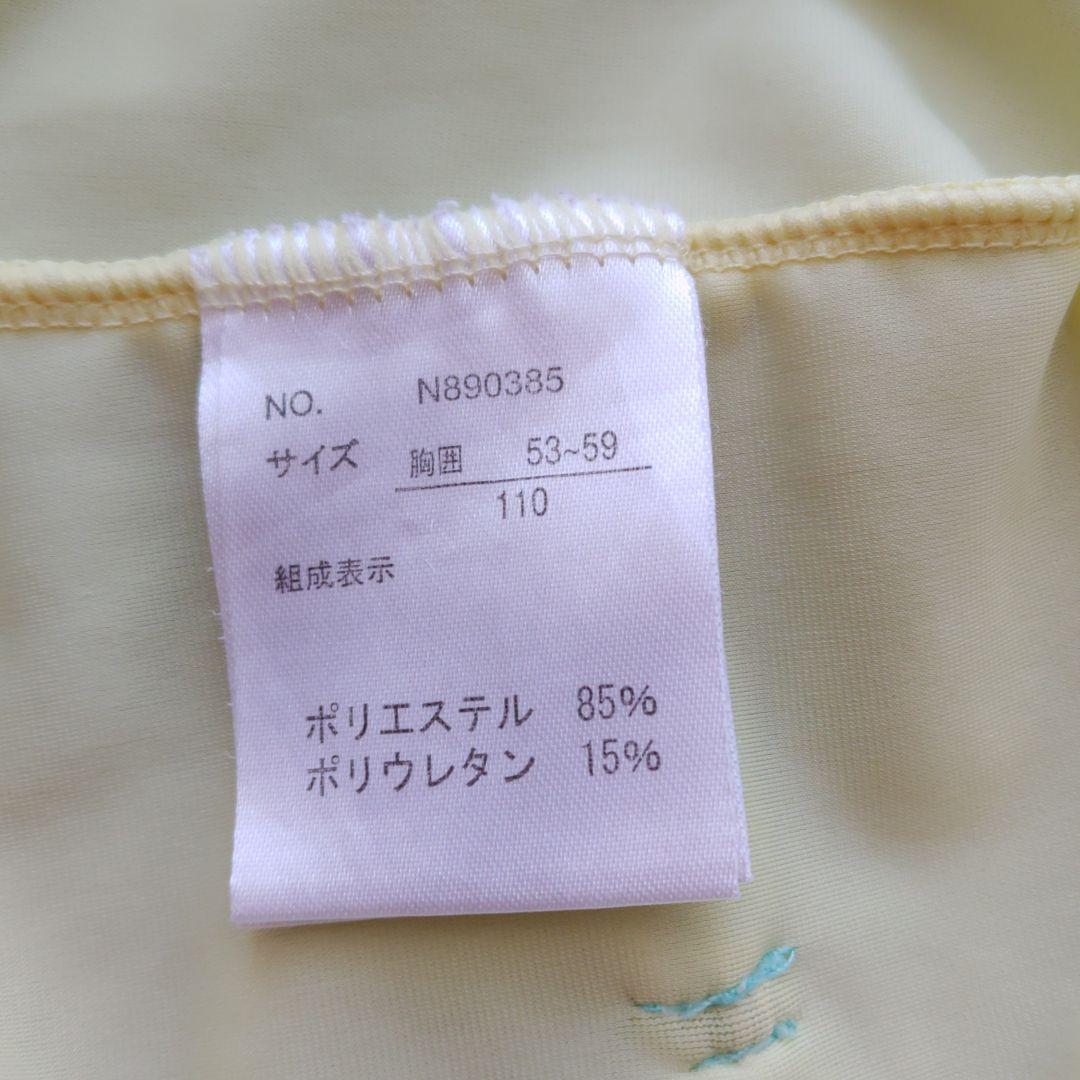 NO. N890385
サイズ 胸囲 53~59
110
組成表示
ポリエステル 85%
ポリウレタン 15%